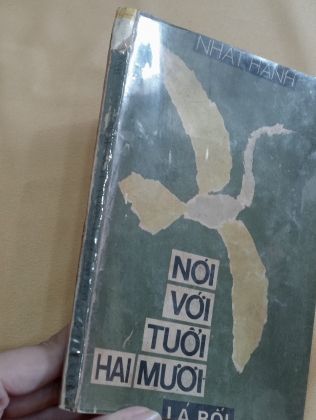 NHẤT HẠNH
NÓI
VỚI
TUỔI
HAI MƯƠI
LÁ BỐI